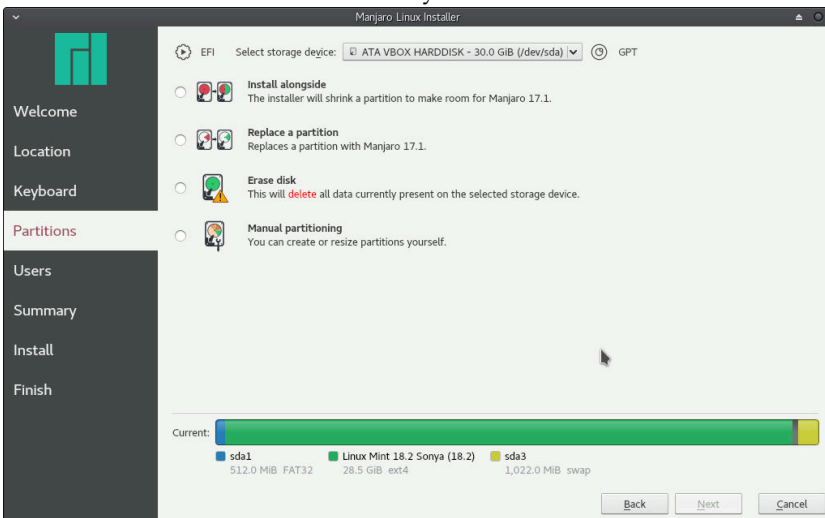 Manjaro Linux Installer
EFI Select storage device: ATA VBOX HARDDISK - 30.0 GiB (/dev/sda) GPT
Install alongside
The installer will shrink a partition to make room for Manjaro 17.1.
Replace a partition
Replaces a partition with Manjaro 17.1.
Erase disk
This will delete all data currently present on the selected storage device.
Manual partitioning
You can create or resize partitions yourself.
Welcome
Location
Keyboard
Partitions
Users
Summary
Install
Finish
Current:
sda1 Linux Mint 18.2 Sonya (18.2) sda3
512.0 MiB FAT32 28.5 GiB ext4 1,022.0 MiB swap
Back Next Cancel